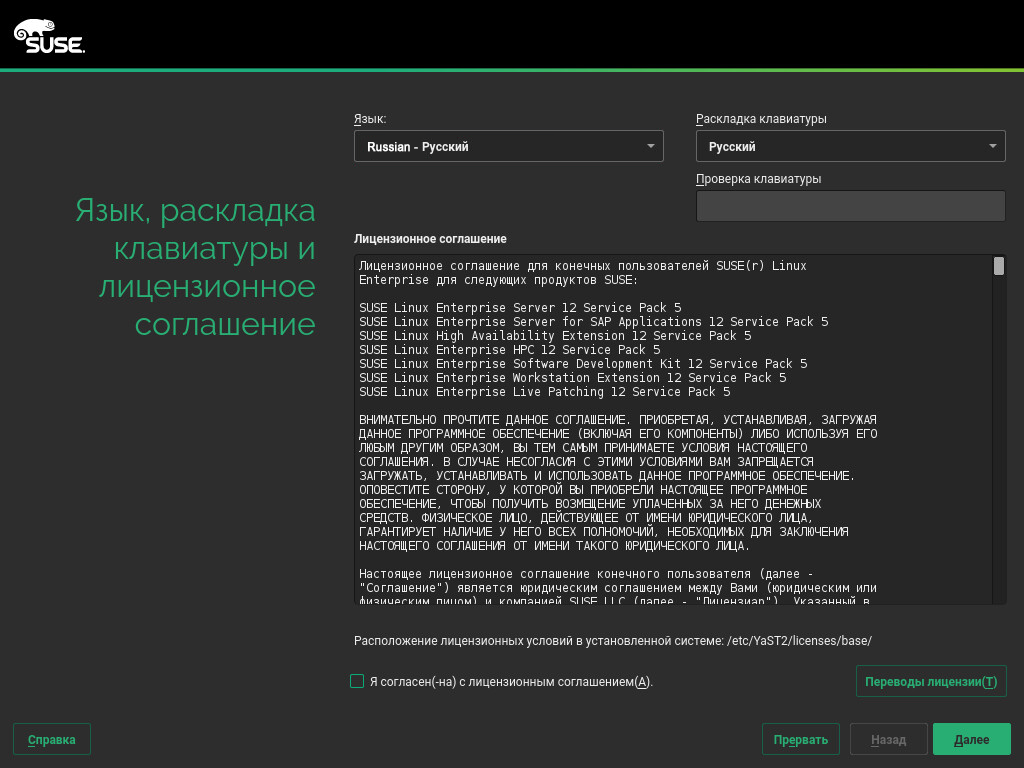 SUSE.
Язык, раскладка
клавиатуры и
лицензионное
соглашение
Язык:
Russian - Русский
Раскладка клавиатуры
Русский
Проверка клавиатуры
Лицензионное соглашение
Лицензионное соглашение для конечных пользователей SUSE(r) Linux
Enterprise для следующих продуктов SUSE:
SUSE Linux Enterprise Server 12 Service Pack 5
SUSE Linux Enterprise Server for SAP Applications 12 Service Pack 5
SUSE Linux High Availability Extension 12 Service Pack 5
SUSE Linux Enterprise HPC 12 Service Pack 5
SUSE Linux Enterprise Software Development Kit 12 Service Pack 5
SUSE Linux Enterprise Workstation Extension 12 Service Pack 5
SUSE Linux Enterprise Live Patching 12 Service Pack 5
ВНИМАТЕЛЬНО ПРОЧТИТЕ ДАННОЕ СОГЛАШЕНИЕ. ПРИОБРЕТАЯ, УСТАНАВЛИВАЯ, ЗАГРУЖАЯ
ДАННОЕ ПРОГРАММНОЕ ОБЕСПЕЧЕНИЕ (ВКЛЮЧАЯ ЕГО КОМПОНЕНТЫ) ЛИБО ИСПОЛЬЗУЯ ЕГО
ЛЮБЫМ ДРУГИМ ОБРАЗОМ, ВЫ ТЕМ САМЫМ ПРИНИМАЕТЕ УСЛОВИЯ НАСТОЯЩЕГО
СОГЛАШЕНИЯ. В СЛУЧАЕ НЕСОГЛАСИЯ С ЭТИМИ УСЛОВИЯМИ ВАМ ЗАПРЕЩАЕТСЯ
ЗАГРУЖАТЬ, УСТАНАВЛИВАТЬ И ИСПОЛЬЗОВАТЬ ДАННОЕ ПРОГРАММНОЕ ОБЕСПЕЧЕНИЕ.
ОПОВЕСТИТЕ СТОРОНУ, У КОТОРОЙ ВЫ ПРИОБРЕЛИ НАСТОЯЩЕЕ ПРОГРАММНОЕ
ОБЕСПЕЧЕНИЕ, ЧТОБЫ ПОЛУЧИТЬ ВОЗМЕЩЕНИЕ УПЛАЧЕННЫХ ЗА НЕГО ДЕНЕЖНЫХ
СРЕДСТВ. ФИЗИЧЕСКОЕ ЛИЦО, ДЕЙСТВУЮЩЕЕ ОТ ИМЕНИ ЮРИДИЧЕСКОГО ЛИЦА,
ГАРАНТИРУЕТ НАЛИЧИЕ У НЕГО ВСЕХ ПОЛНОМОЧИЙ, НЕОБХОДИМЫХ ДЛЯ ЗАКЛЮЧЕНИЯ
НАСТОЯЩЕГО СОГЛАШЕНИЯ ОТ ИМЕНИ ТАКОГО ЮРИДИЧЕСКОГО ЛИЦА.
Настоящее лицензионное соглашение конечного пользователя (далее -
"Соглашение") является юридическим соглашением между Вами (юридическим или
физическим лицом) и компанией SUSE LLC (далее - "Лицензиар"). Указанный в
Расположение лицензионных условий в установленной системе: /etc/YaST2/licenses/base/
Я согласен(-на) с лицензионным соглашением(А).
Переводы лицензии(Т)
Справка
Прервать
Назад
Далее